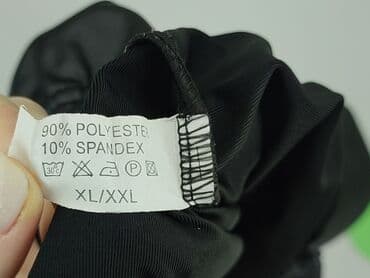 90% POLYESTER
10% SPANDEX
XL/XXL